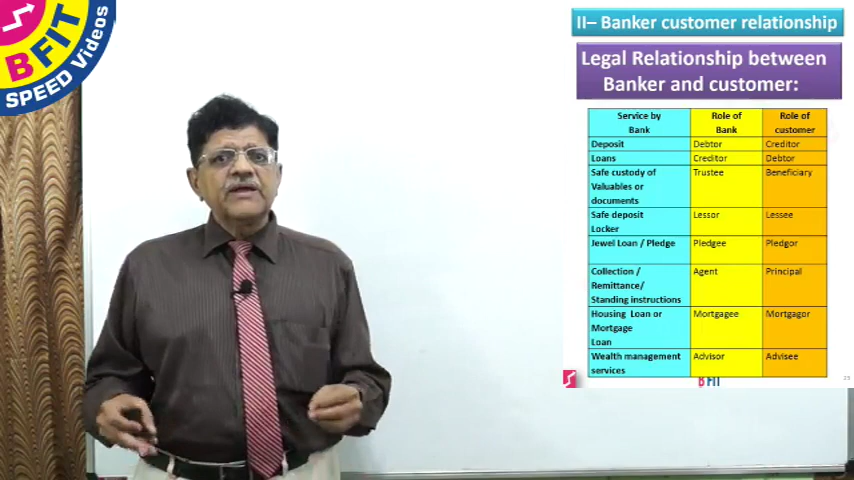 BFIT
SPEED Videos
II– Banker customer relationship
Legal Relationship between
Banker and customer:
Service by Bank | Role of Bank | Role of customer
Deposit | Debtor | Creditor
Loans | Creditor | Debtor
Safe custody of Valuables or documents | Trustee | Beneficiary
Safe deposit Locker | Lessor | Lessee
Jewel Loan / Pledge | Pledgee | Pledgor
Collection / Remittance/ Standing instructions | Agent | Principal
Housing Loan or Mortgage Loan | Mortgagee | Mortgagor
Wealth management services | Advisor | Advisee
BFIT